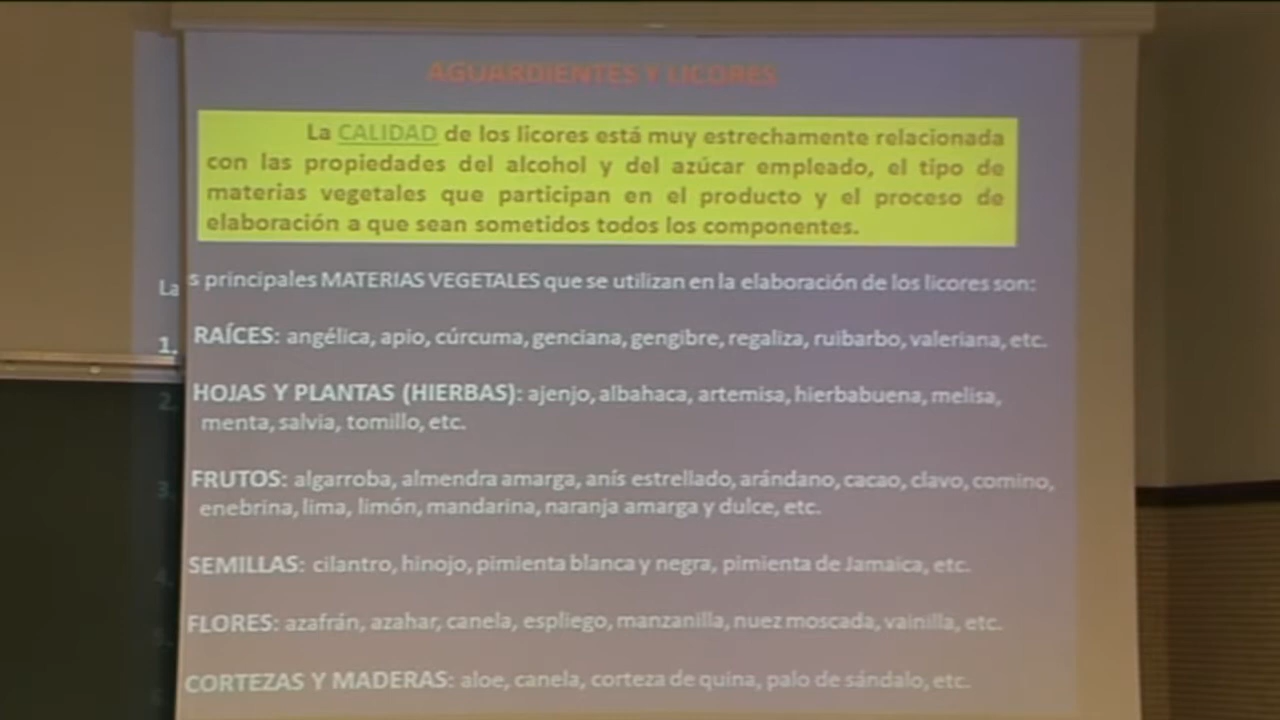 AGUARDIENTES Y LICORES
La CALIDAD de los licores está muy estrechamente relacionada
con las propiedades del alcohol y del azúcar empleado, el tipo de
materias vegetales que participan en el producto y el proceso de
elaboración a que sean sometidos todos los componentes.
Las principales MATERIAS VEGETALES que se utilizan en la elaboración de los licores son:
1. RAÍCES: angélica, apio, cúrcuma, genciana, gengibre, regaliza, ruibarbo, valeriana, etc.
2. HOJAS Y PLANTAS (HIERBAS): ajenjo, albahaca, artemisa, hierbabuena, melisa,
menta, salvia, tomillo, etc.
3. FRUTOS: algarroba, almendra amarga, anís estrellado, arándano, cacao, clavo, comino,
enebrina, lima, limón, mandarina, naranja amarga y dulce, etc.
4. SEMILLAS: cilantro, hinojo, pimienta blanca y negra, pimienta de Jamaica, etc.
5. FLORES: azafrán, azahar, canela, espliego, manzanilla, nuez moscada, vainilla, etc.
6. CORTEZAS Y MADERAS: aloe, canela, corteza de quina, palo de sándalo, etc.